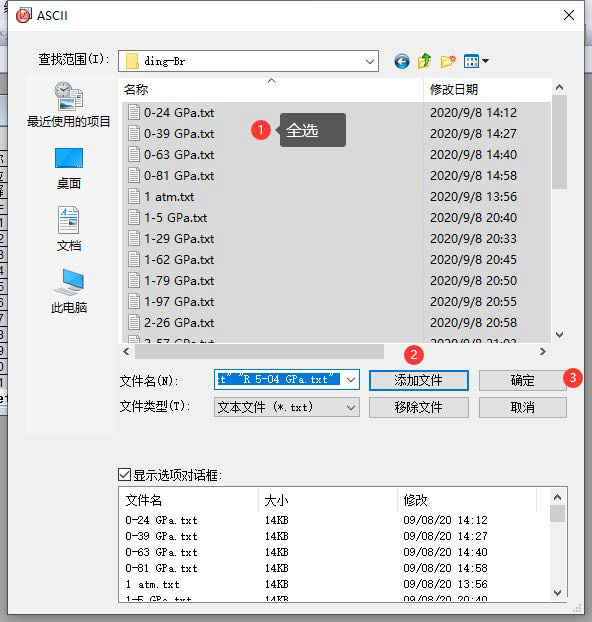 ASCII
查找范围(I):
ding-Br
最近使用的项目
桌面
文档
此电脑
名称
修改日期
0-24 GPa.txt 2020/9/8 14:12
0-39 GPa.txt 2020/9/8 14:27
0-63 GPa.txt 2020/9/8 14:40
0-81 GPa.txt 2020/9/8 14:58
1 atm.txt 2020/9/8 13:56
1-5 GPa.txt 2020/9/8 20:40
1-29 GPa.txt 2020/9/8 20:33
1-62 GPa.txt 2020/9/8 20:45
1-79 GPa.txt 2020/9/8 20:50
1-97 GPa.txt 2020/9/8 20:55
2-26 GPa.txt 2020/9/8 20:58
2-57 GPa.txt 2020/9/8 21:02
1
全选
2
文件名(N):
t" "R 5-04 GPa.txt"
添加文件
确定
3
文件类型(T):
文本文件 (*.txt)
移除文件
取消
显示选项对话框:
文件名 大小 修改
0-24 GPa.txt 14KB 09/08/20 14:12
0-39 GPa.txt 14KB 09/08/20 14:27
0-63 GPa.txt 14KB 09/08/20 14:40
0-81 GPa.txt 14KB 09/08/20 14:58
1 atm.txt 14KB 09/08/20 13:56
1-5 GPa.txt 14KB 09/08/20 20:40